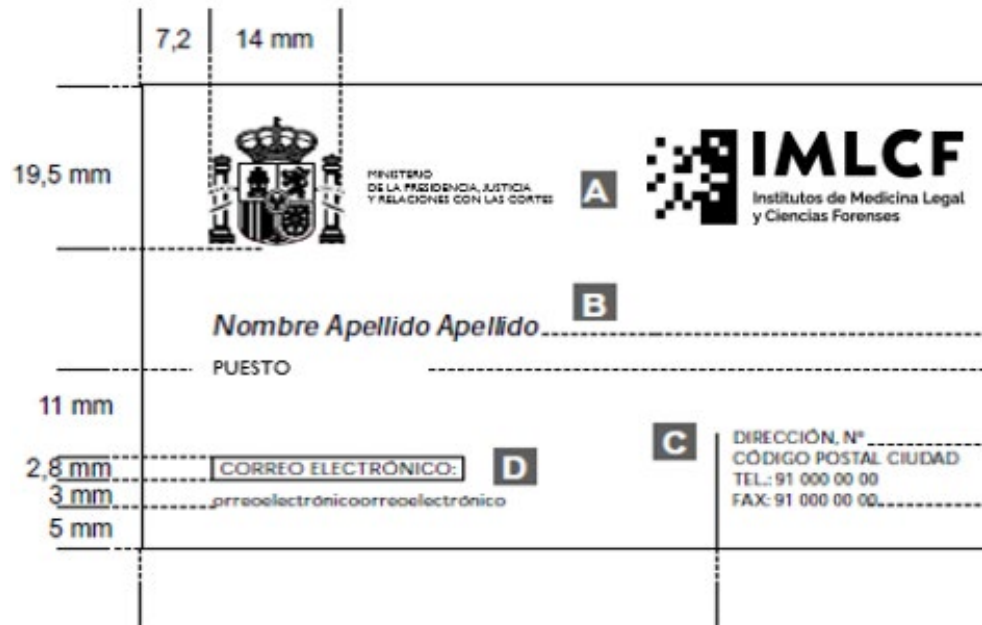 7,2
14 mm
19,5 mm
MINISTERIO
DE LA PRESIDENCIA, JUSTICIA
Y RELACIONES CON LAS CORTES
A
IMLCF
Institutos de Medicina Legal
y Ciencias Forenses
B
Nombre Apellido Apellido
PUESTO
11 mm
C
DIRECCIÓN, Nº
CÓDIGO POSTAL CIUDAD
TEL.: 91 000 00 00
FAX: 91 000 00 00
2,8 mm
CORREO ELECTRÓNICO:
D
3 mm
orreoelectrónicoorreoelectrónico
5 mm